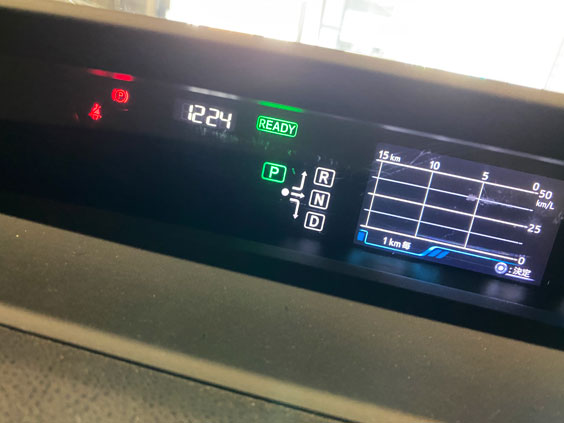 (P)
12:24
READY
P
R
N
D
15 km 10 5 0
50
km/L
25
0
1 km 毎
:決定